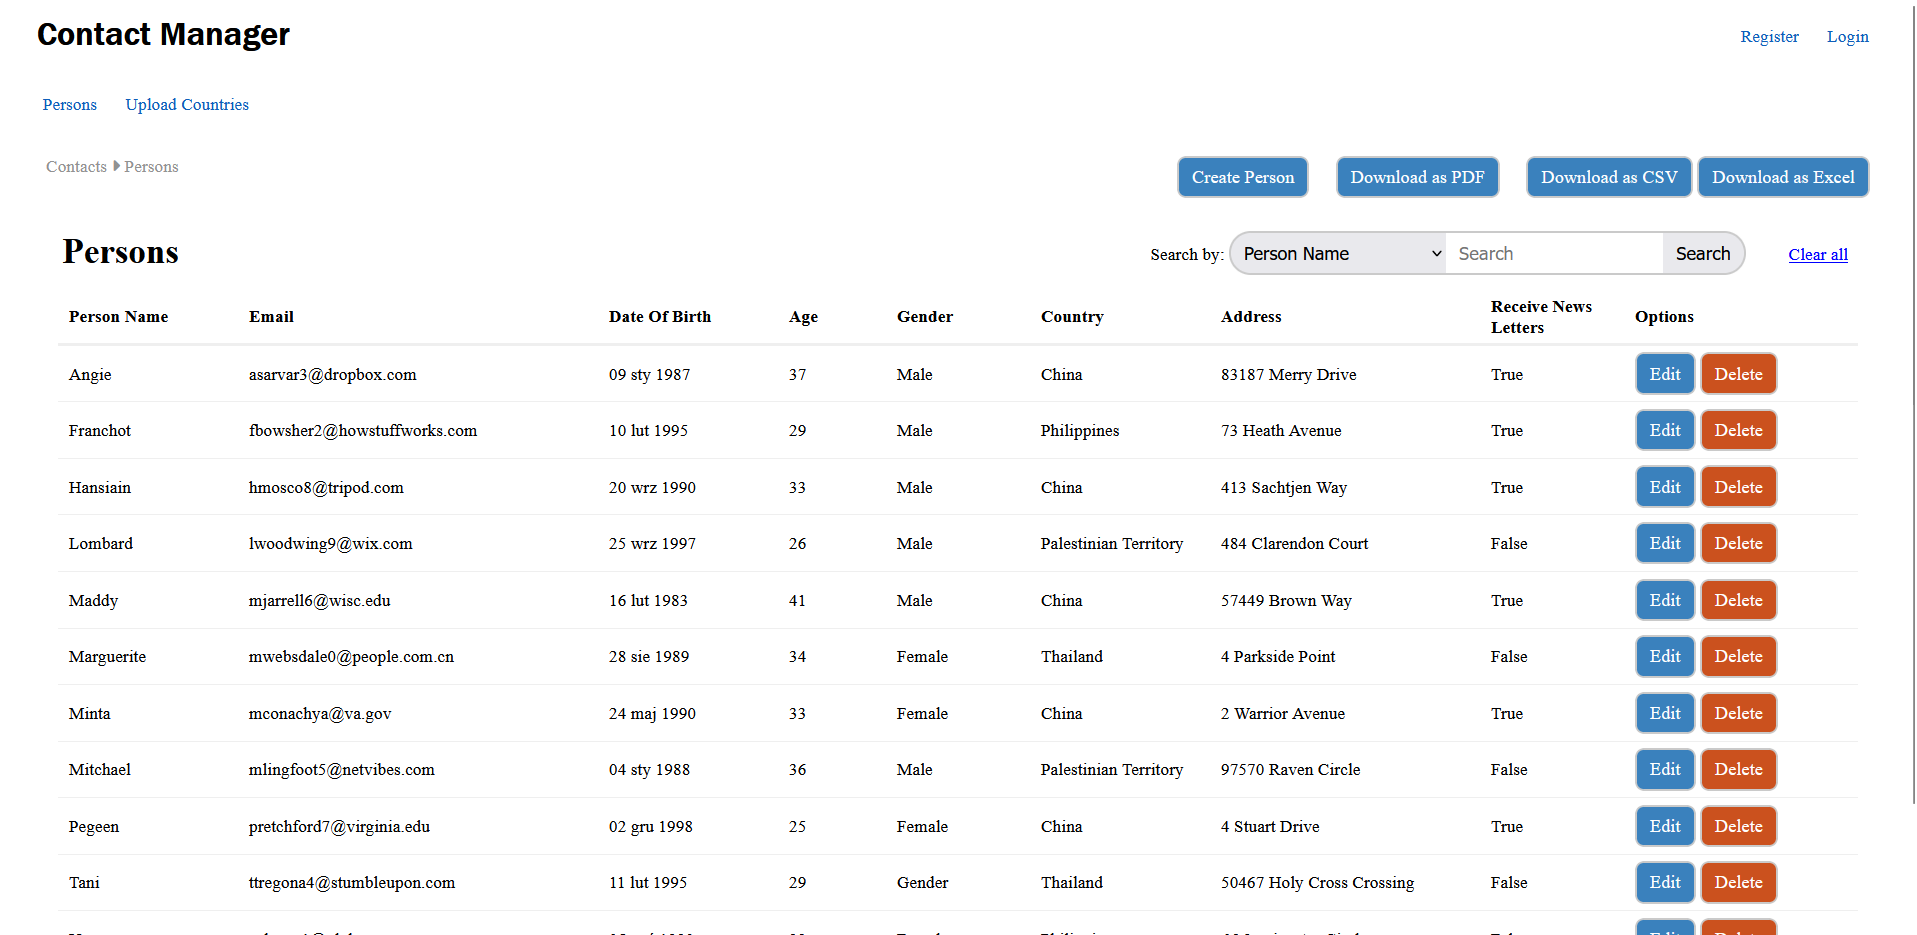 Contact Manager
Register Login
Persons Upload Countries
Contacts Persons
Create Person Download as PDF Download as CSV Download as Excel
Persons
Search by: Person Name Search Search Clear all
Person Name Email Date Of Birth Age Gender Country Address Receive News Letters Options
Angie asarvar3@dropbox.com 09 sty 1987 37 Male China 83187 Merry Drive True Edit Delete
Franchot fbowsher2@howstuffworks.com 10 lut 1995 29 Male Philippines 73 Heath Avenue True Edit Delete
Hansiain hmosco8@tripod.com 20 wrz 1990 33 Male China 413 Sachtjen Way True Edit Delete
Lombard lwoodwing9@wix.com 25 wrz 1997 26 Male Palestinian Territory 484 Clarendon Court False Edit Delete
Maddy mjarrell6@wisc.edu 16 lut 1983 41 Male China 57449 Brown Way True Edit Delete
Marguerite mwebsdale0@people.com.cn 28 sie 1989 34 Female Thailand 4 Parkside Point False Edit Delete
Minta mconachya@va.gov 24 maj 1990 33 Female China 2 Warrior Avenue True Edit Delete
Mitchael mlingfoot5@netvibes.com 04 sty 1988 36 Male Palestinian Territory 97570 Raven Circle False Edit Delete
Pegeen pretchford7@virginia.edu 02 gru 1998 25 Female China 4 Stuart Drive True Edit Delete
Tani ttregona4@stumbleupon.com 11 lut 1995 29 Gender Thailand 50467 Holy Cross Crossing False Edit Delete